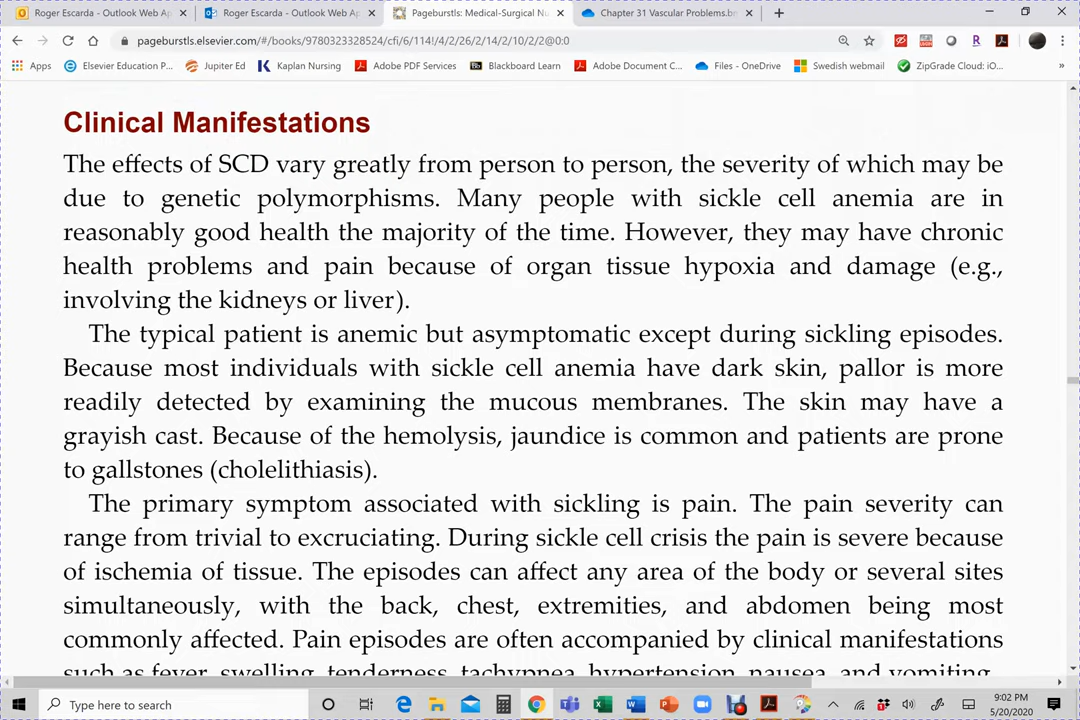 Roger Escarda - Outlook Web Ap
Roger Escarda - Outlook Web Ap
Pageburstls: Medical-Surgical Nu
Chapter 31 Vascular Problems.bm
pageburstls.elsevier.com/#/books/9780323328524/cfi/6/114!/4/2/26/2/14/2/10/2/2@0:0
Apps
Elsevier Education P...
Jupiter Ed
Kaplan Nursing
Adobe PDF Services
Blackboard Learn
Adobe Document C...
Files - OneDrive
Swedish webmail
ZipGrade Cloud: iO...
»
Clinical Manifestations
The effects of SCD vary greatly from person to person, the severity of which may be
due to genetic polymorphisms. Many people with sickle cell anemia are in
reasonably good health the majority of the time. However, they may have chronic
health problems and pain because of organ tissue hypoxia and damage (e.g.,
involving the kidneys or liver).
The typical patient is anemic but asymptomatic except during sickling episodes.
Because most individuals with sickle cell anemia have dark skin, pallor is more
readily detected by examining the mucous membranes. The skin may have a
grayish cast. Because of the hemolysis, jaundice is common and patients are prone
to gallstones (cholelithiasis).
The primary symptom associated with sickling is pain. The pain severity can
range from trivial to excruciating. During sickle cell crisis the pain is severe because
of ischemia of tissue. The episodes can affect any area of the body or several sites
simultaneously, with the back, chest, extremities, and abdomen being most
commonly affected. Pain episodes are often accompanied by clinical manifestations
such as fever, swelling, tenderness, tachypnea, hypertension, nausea, and vomiting.
Type here to search
9:02 PM
5/20/2020